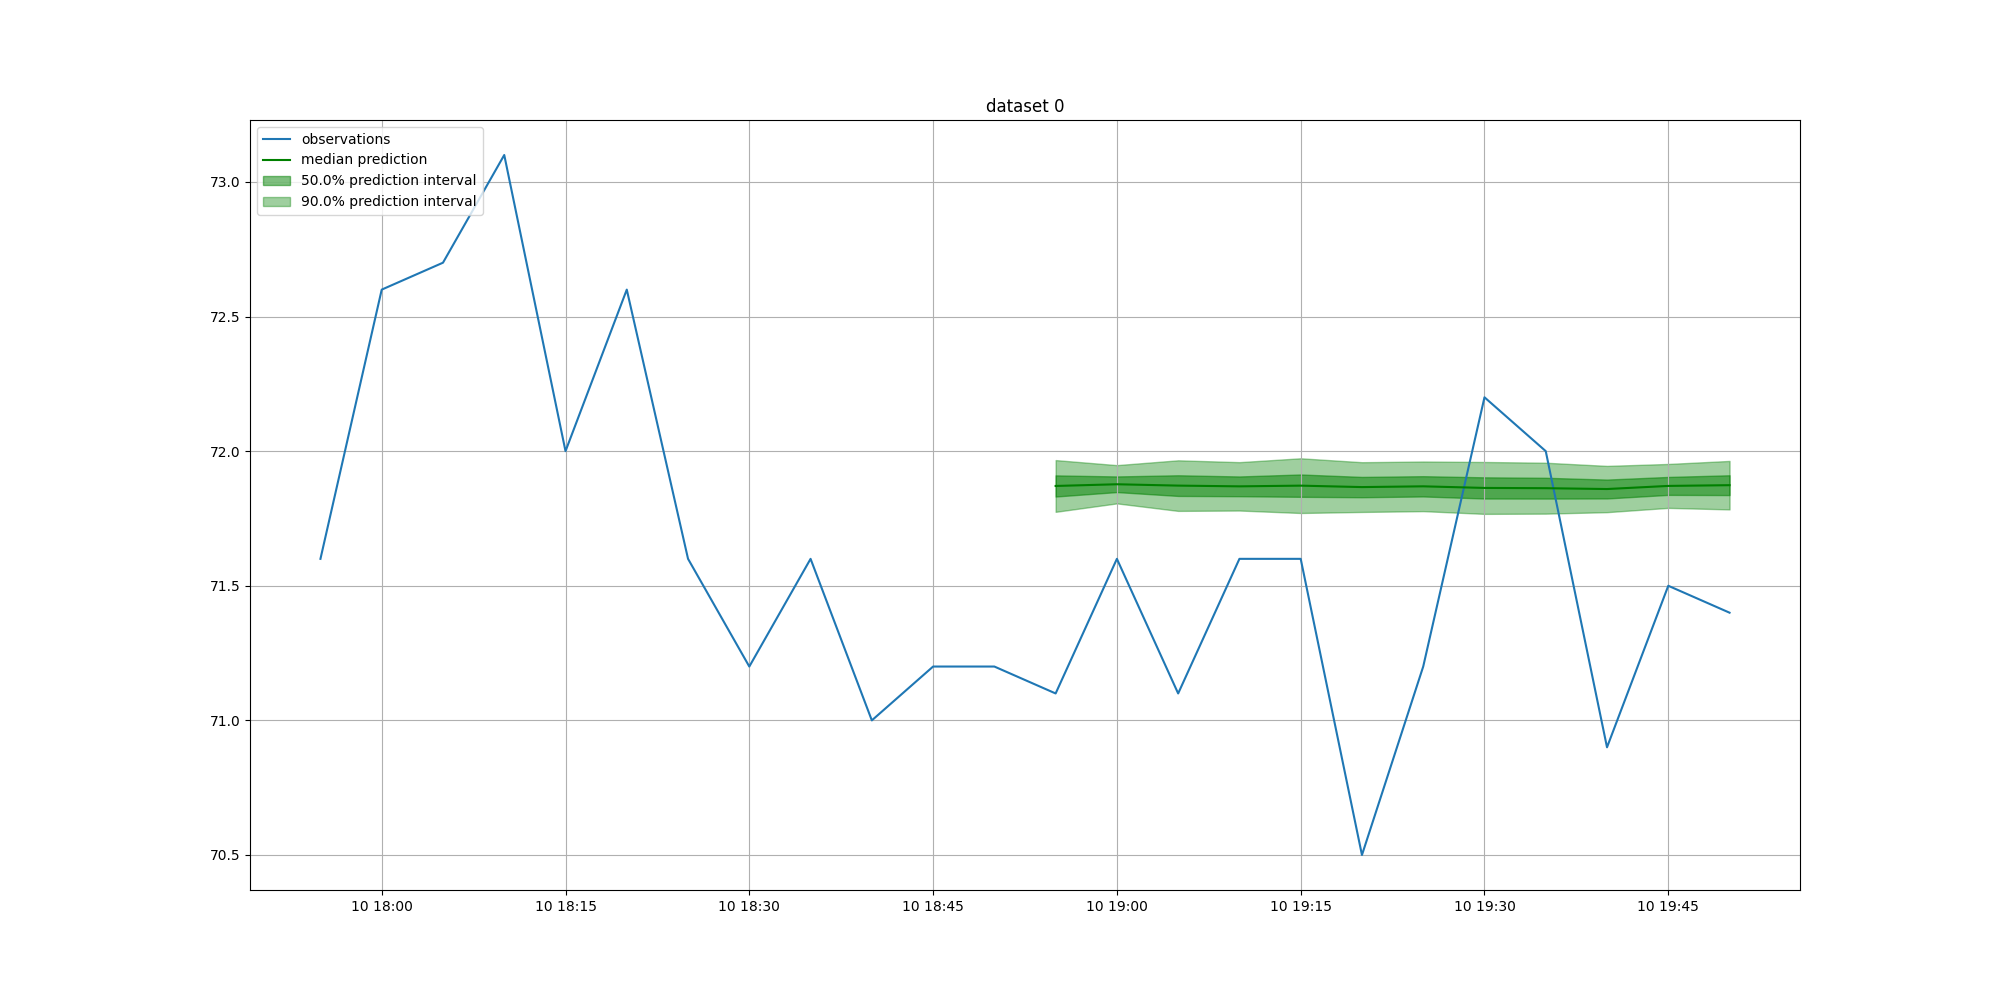 dataset 0
observations
median prediction
50.0% prediction interval
90.0% prediction interval
73.0
72.5
72.0
71.5
71.0
70.5
10 18:00 10 18:15 10 18:30 10 18:45 10 19:00 10 19:15 10 19:30 10 19:45